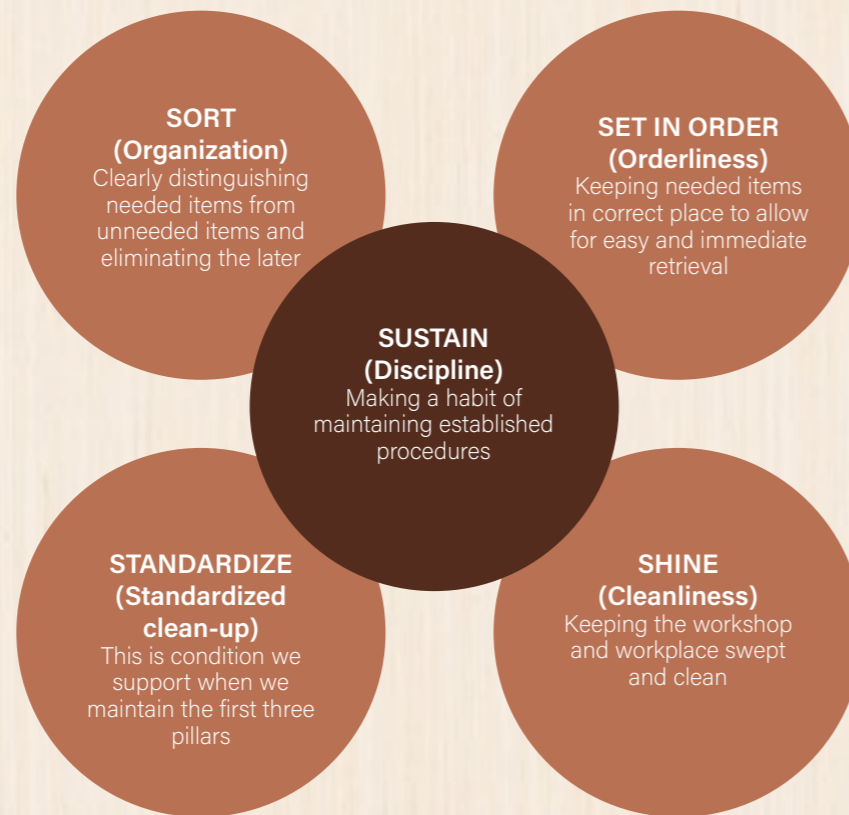 SORT
(Organization)
Clearly distinguishing
needed items from
unneeded items and
eliminating the later
SET IN ORDER
(Orderliness)
Keeping needed items
in correct place to allow
for easy and immediate
retrieval
SUSTAIN
(Discipline)
Making a habit of
maintaining established
procedures
STANDARDIZE
(Standardized
clean-up)
This is condition we
support when we
maintain the first three
pillars
SHINE
(Cleanliness)
Keeping the workshop
and workplace swept
and clean